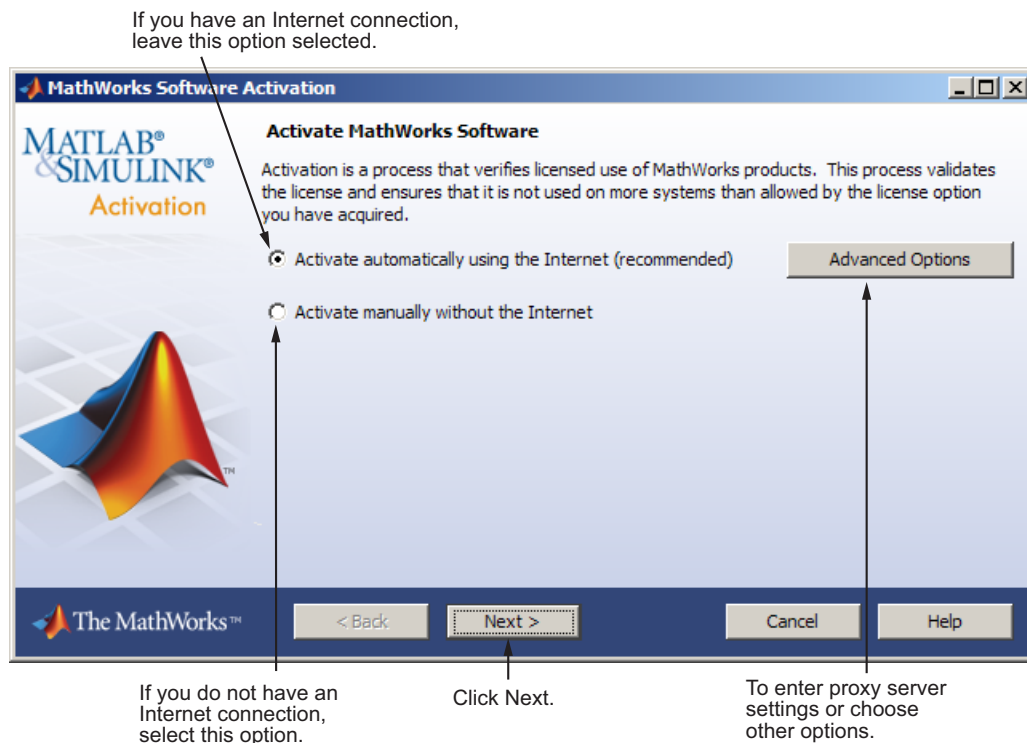 If you have an Internet connection,
leave this option selected.
MathWorks Software Activation
MATLAB®
&SIMULINK®
Activation
Activate MathWorks Software
Activation is a process that verifies licensed use of MathWorks products. This process validates
the license and ensures that it is not used on more systems than allowed by the license option
you have acquired.
Activate automatically using the Internet (recommended)
Advanced Options
Activate manually without the Internet
TM
The MathWorks™
< Back
Next >
Cancel
Help
If you do not have an
Internet connection,
select this option.
Click Next.
To enter proxy server
settings or choose
other options.